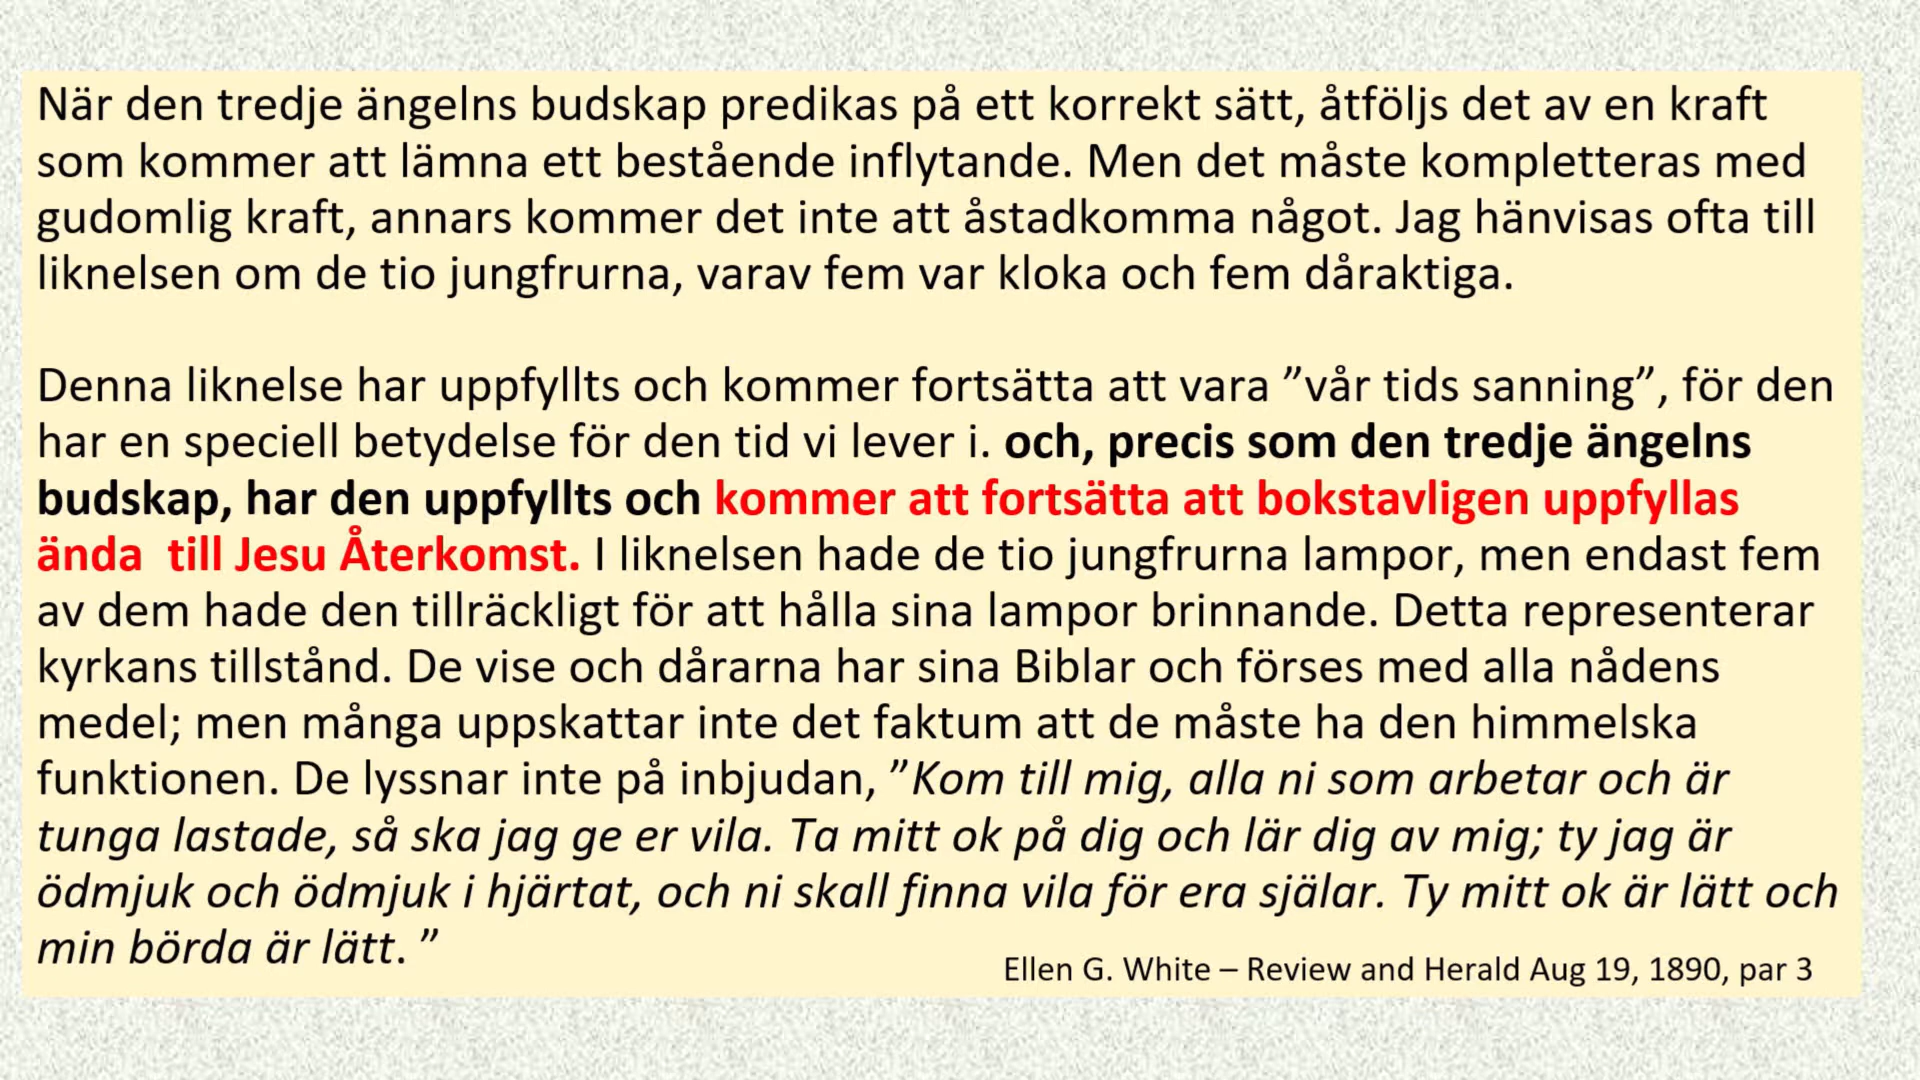 När den tredje ängelns budskap predikas på ett korrekt sätt, åtföljs det av en kraft
som kommer att lämna ett bestående inflytande. Men det måste kompletteras med
gudomlig kraft, annars kommer det inte att åstadkomma något. Jag hänvisas ofta till
liknelsen om de tio jungfrurna, varav fem var kloka och fem dåraktiga.
Denna liknelse har uppfyllts och kommer fortsätta att vara ”vår tids sanning”, för den
har en speciell betydelse för den tid vi lever i. och, precis som den tredje ängelns
budskap, har den uppfyllts och kommer att fortsätta att bokstavligen uppfyllas
ända till Jesu Återkomst. I liknelsen hade de tio jungfrurna lampor, men endast fem
av dem hade den tillräckligt för att hålla sina lampor brinnande. Detta representerar
kyrkans tillstånd. De vise och dårarna har sina Biblar och förses med alla nådens
medel; men många uppskattar inte det faktum att de måste ha den himmelska
funktionen. De lyssnar inte på inbjudan, ”Kom till mig, alla ni som arbetar och är
tunga lastade, så ska jag ge er vila. Ta mitt ok på dig och lär dig av mig; ty jag är
ödmjuk och ödmjuk i hjärtat, och ni skall finna vila för era själar. Ty mitt ok är lätt och
min börda är lätt. ”
Ellen G. White – Review and Herald Aug 19, 1890, par 3